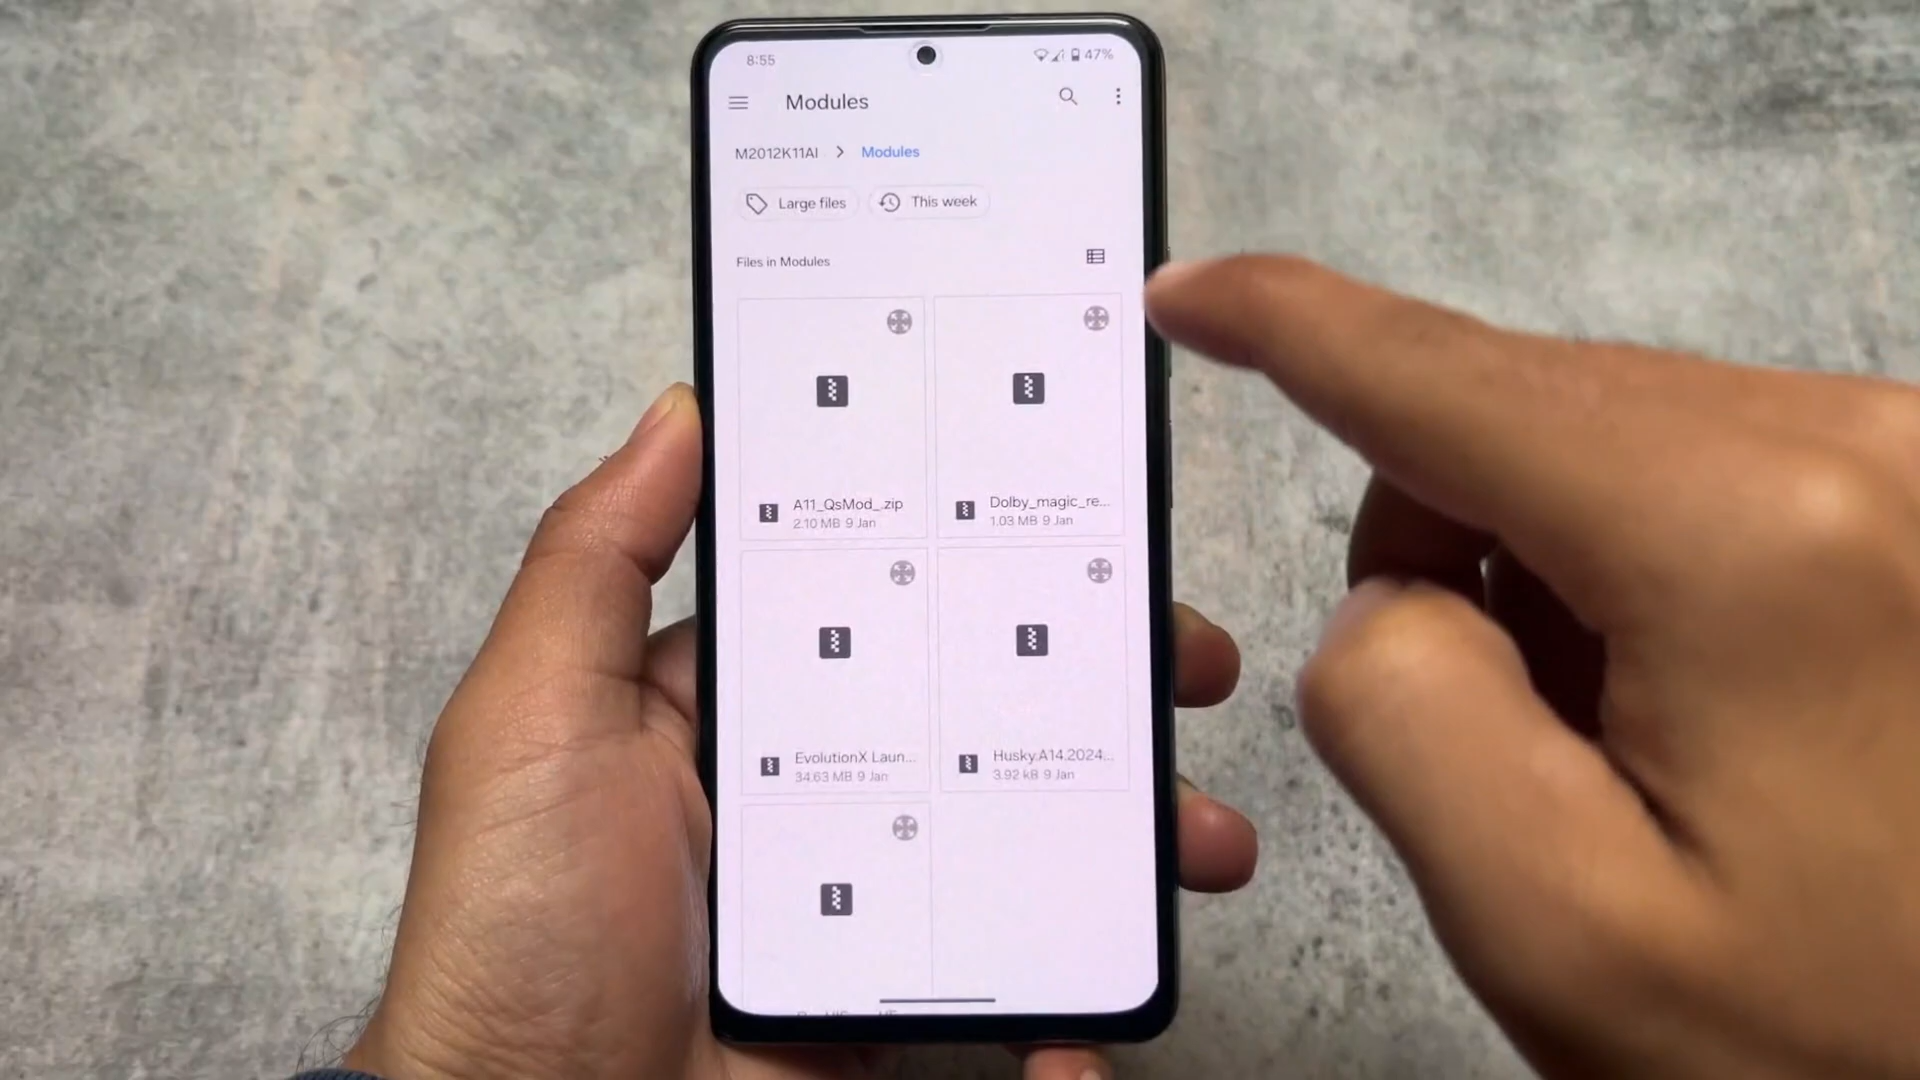 8:55
47%
Modules
M2012K11AI > Modules
Large files
This week
Files in Modules
A11_QsMod_.zip
2.10 MB 9 Jan
Dolby_magic_re...
1.03 MB 9 Jan
EvolutionX Laun...
34.63 MB 9 Jan
Husky.A14.2024...
3.92 kB 9 Jan